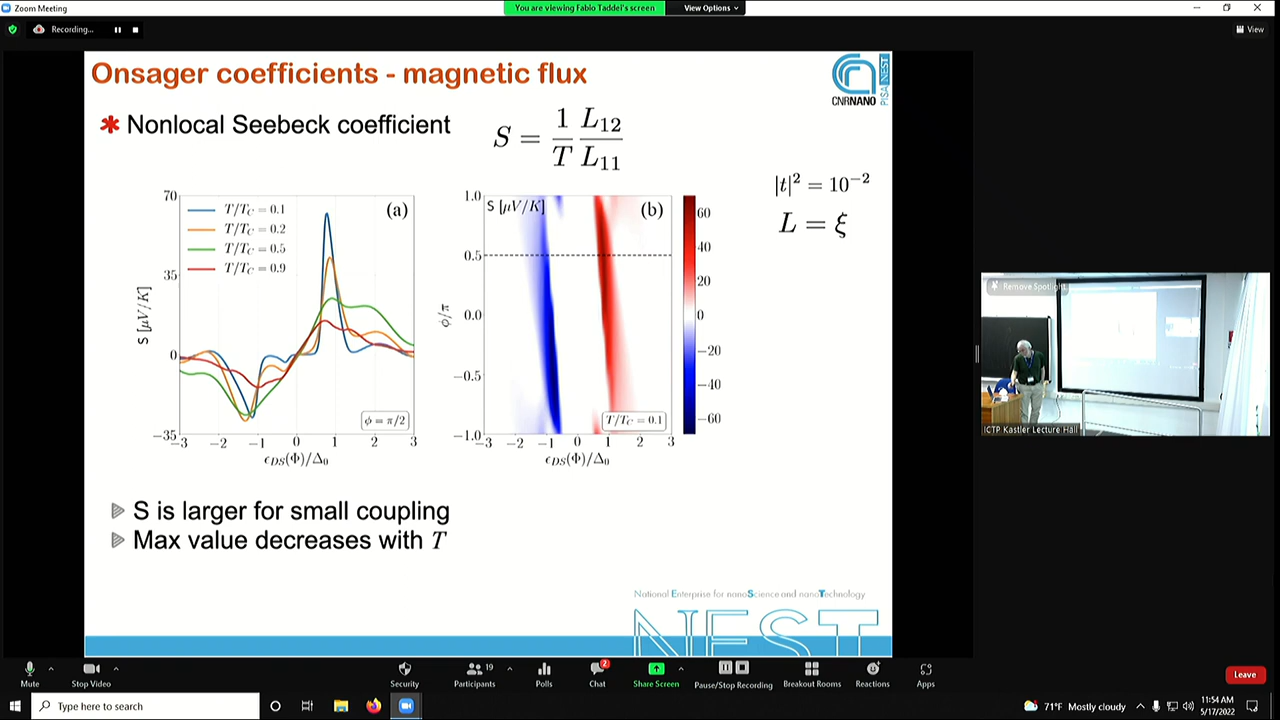 Zoom Meeting
You are viewing Fabio Taddei's screen
View Options
Recording...
View
Onsager coefficients - magnetic flux
CNRNANO
PISA NEST
Nonlocal Seebeck coefficient
S = 1/T L12/L11
|t|² = 10⁻²
L = ξ
70
35
0
−35
S [μV/K]
T/TC = 0.1
T/TC = 0.2
T/TC = 0.5
T/TC = 0.9
(a)
ϕ = π/2
−3 −2 −1 0 1 2 3
ϵDS(Φ)/Δ0
1.0
0.5
0.0
−0.5
−1.0
ϕ/π
S [μV/K]
(b)
T/TC = 0.1
−3 −2 −1 0 1 2 3
ϵDS(Φ)/Δ0
60
40
20
0
−20
−40
−60
S is larger for small coupling
Max value decreases with T
National Enterprise for nanoScience and nanoTechnology
NEST
Remove Spotlight
ICTP Kastler Lecture Hall
Mute
Stop Video
Security
19
Participants
Polls
2
Chat
Share Screen
Pause/Stop Recording
Breakout Rooms
Reactions
Apps
Leave
Type here to search
71°F Mostly cloudy
11:54 AM
5/17/2022